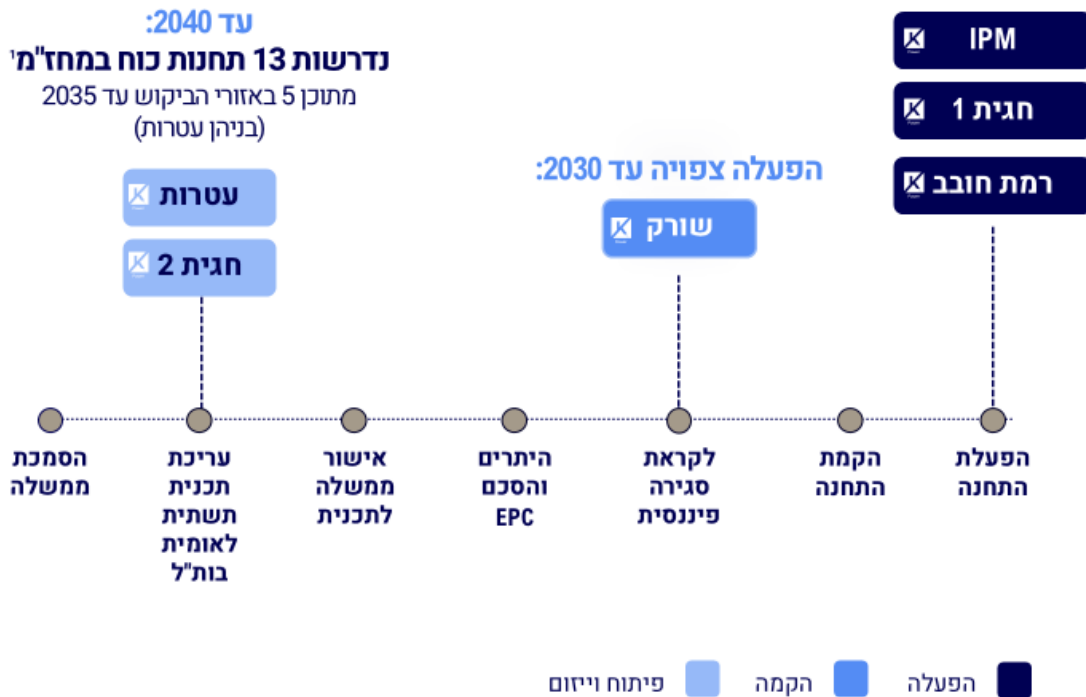 עד 2040:
נדרשות 13 תחנות כוח במחז"מ¹
מתוכן 5 באזורי הביקוש עד 2035
(בניהן עטרות)
עטרות
חגית 2
הפעלה צפויה עד 2030:
שורק
IPM
חגית 1
רמת חובב
הפעלת
התחנה
הקמת
התחנה
לקראת
סגירה
פיננסית
היתרים
והסכם
EPC
אישור
ממשלה
לתכנית
עריכת
תכנית
תשתית
לאומית
בות"ל
הסמכת
ממשלה
הפעלה
הקמה
פיתוח וייזום